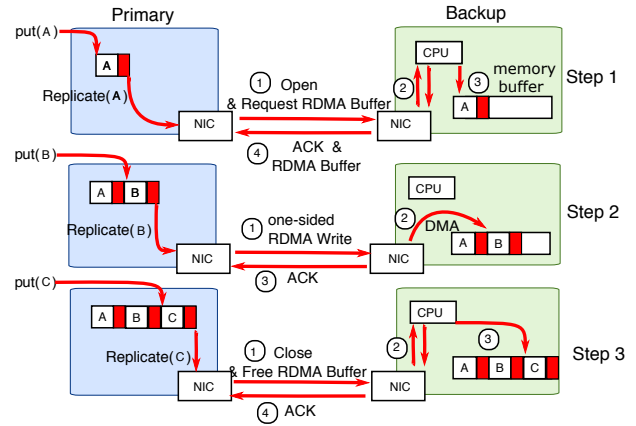 Primary
Backup
put(A)
A
Replicate(A)
NIC
1 Open
& Request RDMA Buffer
4 ACK &
RDMA Buffer
CPU
2
3 memory
buffer
A
NIC
Step 1
put(B)
A B
Replicate(B)
NIC
1 one-sided
RDMA Write
3 ACK
CPU
2
DMA
A B
NIC
Step 2
put(C)
A B C
Replicate(C)
NIC
1 Close
& Free RDMA Buffer
4 ACK
CPU
2
3
A B C
NIC
Step 3